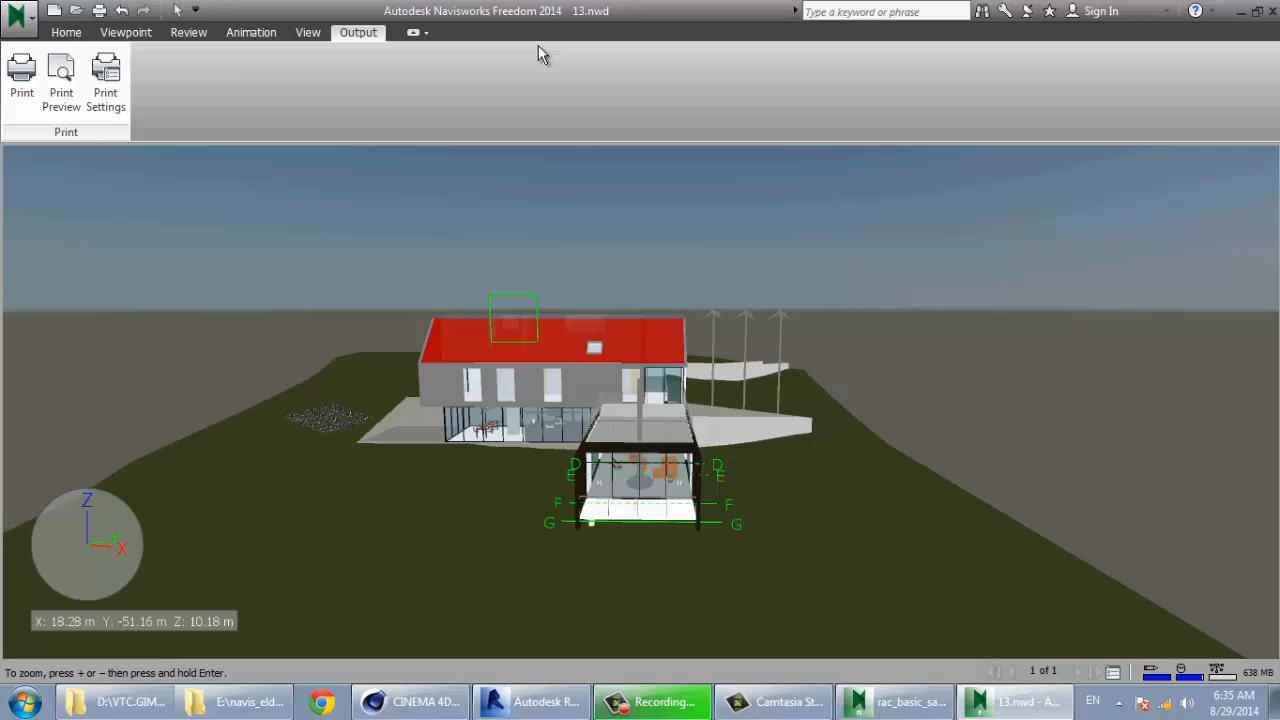 Autodesk Navisworks Freedom 2014 13.nwd
Type a keyword or phrase
Sign In
Home Viewpoint Review Animation View Output
Print
Print Preview
Print Settings
Print
D D
E E
F F
G G
Z
X
X: 18.28 m Y: -51.16 m Z: 10.18 m
To zoom, press + or – then press and hold Enter.
1 of 1
638 MB
D:\VTC.GIM...
E:\navis_eld...
CINEMA 4D...
Autodesk R...
Recording...
Camtasia St...
rac_basic_sa...
13.nwd - A...
EN
6:35 AM
8/29/2014